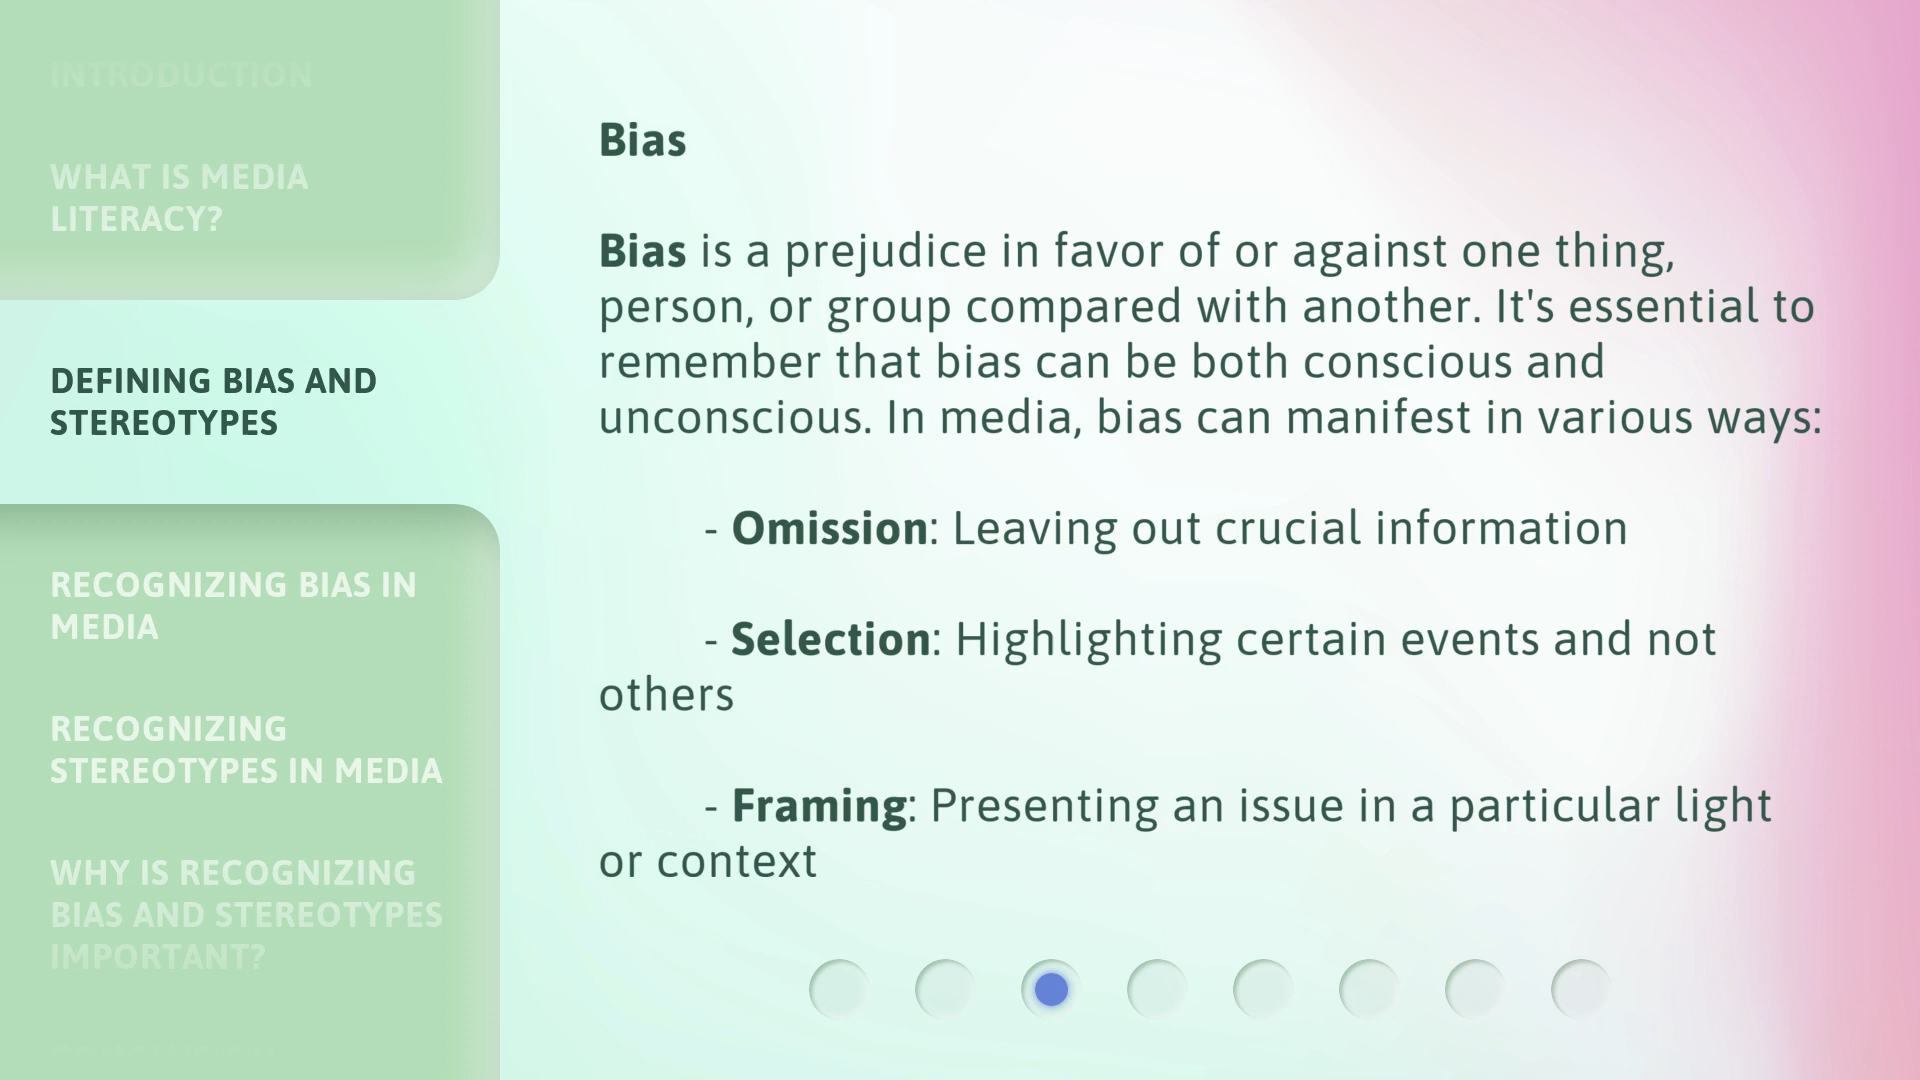 INTRODUCTION
WHAT IS MEDIA
LITERACY?
DEFINING BIAS AND
STEREOTYPES
RECOGNIZING BIAS IN
MEDIA
RECOGNIZING
STEREOTYPES IN MEDIA
WHY IS RECOGNIZING
BIAS AND STEREOTYPES
IMPORTANT?
Bias
Bias is a prejudice in favor of or against one thing,
person, or group compared with another. It's essential to
remember that bias can be both conscious and
unconscious. In media, bias can manifest in various ways:
- Omission: Leaving out crucial information
- Selection: Highlighting certain events and not
others
- Framing: Presenting an issue in a particular light
or context